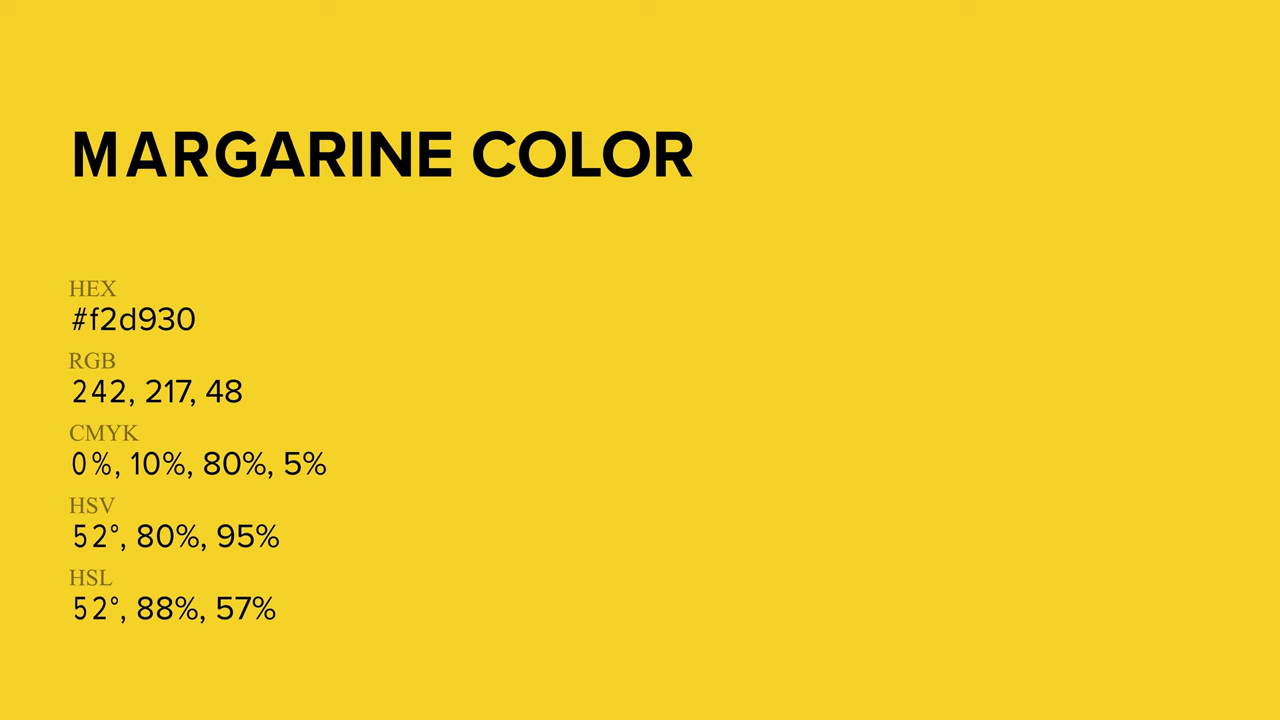 MARGARINE COLOR
HEX
#f2d930
RGB
242, 217, 48
CMYK
0%, 10%, 80%, 5%
HSV
52°, 80%, 95%
HSL
52°, 88%, 57%